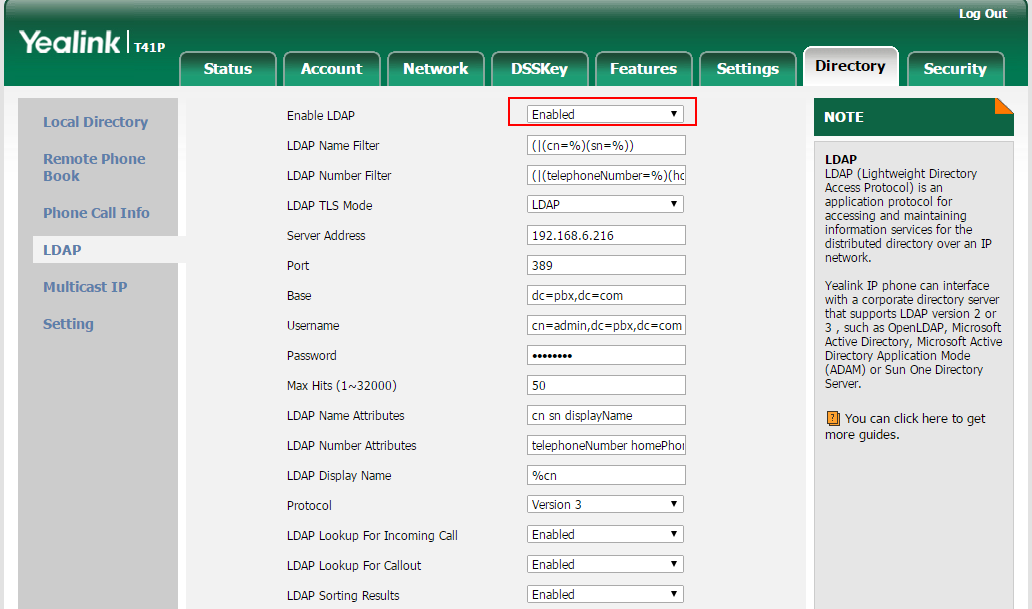 Log Out
Yealink T41P
Status Account Network DSSKey Features Settings Directory Security
Local Directory
Remote Phone
Book
Phone Call Info
LDAP
Multicast IP
Setting
Enable LDAP Enabled
LDAP Name Filter (|(cn=%)(sn=%))
LDAP Number Filter (|(telephoneNumber=%)(ho
LDAP TLS Mode LDAP
Server Address 192.168.6.216
Port 389
Base dc=pbx,dc=com
Username cn=admin,dc=pbx,dc=com
Password ••••••••
Max Hits (1~32000) 50
LDAP Name Attributes cn sn displayName
LDAP Number Attributes telephoneNumber homePhon
LDAP Display Name %cn
Protocol Version 3
LDAP Lookup For Incoming Call Enabled
LDAP Lookup For Callout Enabled
LDAP Sorting Results Enabled
NOTE
LDAP
LDAP (Lightweight Directory
Access Protocol) is an
application protocol for
accessing and maintaining
information services for the
distributed directory over an IP
network.
Yealink IP phone can interface
with a corporate directory server
that supports LDAP version 2 or
3 , such as OpenLDAP, Microsoft
Active Directory, Microsoft Active
Directory Application Mode
(ADAM) or Sun One Directory
Server.
? You can click here to get
more guides.